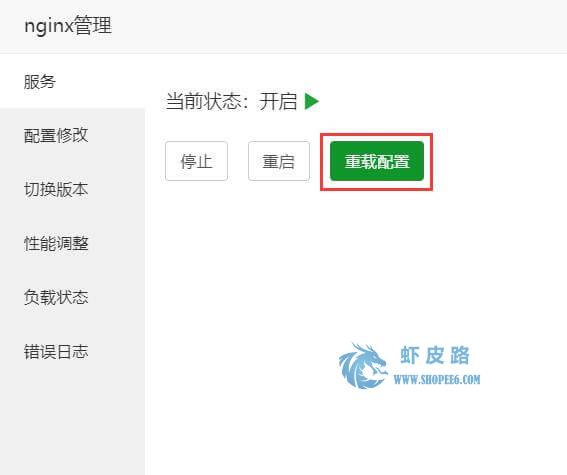 nginx管理
服务
配置修改
切换版本
性能调整
负载状态
错误日志
当前状态：开启
停止 重启 重载配置
虾皮路
WWW.SHOPEE6.COM